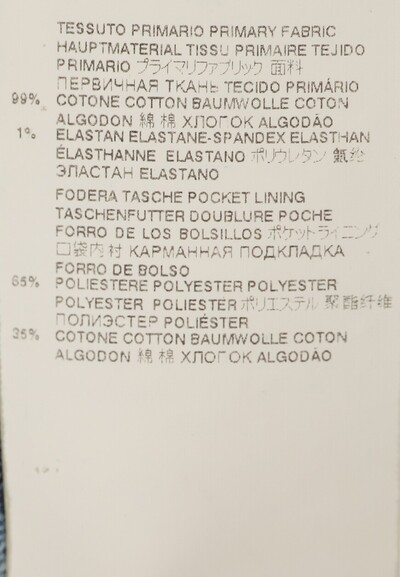 TESSUTO PRIMARIO PRIMARY FABRIC
HAUPTMATERIAL TISSU PRIMAIRE TEJIDO
PRIMARIO プライマリファブリック 面料
ПЕРВИЧНАЯ ТКАНЬ TECIDO PRIMÁRIO
99% COTONE COTTON BAUMWOLLE COTON
ALGODON 綿 棉 ХЛОГОК ALGODÃO
1% ELASTAN ELASTANE-SPANDEX ELASTHAN
ÉLASTHANNE ELASTANO ポリウレタン 氨纶
ЭЛАСТАН ELASTANO
FODERA TASCHE POCKET LINING
TASCHENFUTTER DOUBLURE POCHE
FORRO DE LOS BOLSILLOS ポケットライニング
口袋内衬 КАРМАННАЯ ПОДКЛАДКА
FORRO DE BOLSO
65% POLIESTERE POLYESTER POLYESTER
POLYESTER POLIESTER ポリエステル 聚酯纤维
ПОЛИЭСТЕР POLIÉSTER
35% COTONE COTTON BAUMWOLLE COTON
ALGODON 綿 棉 ХЛОГОК ALGODÃO